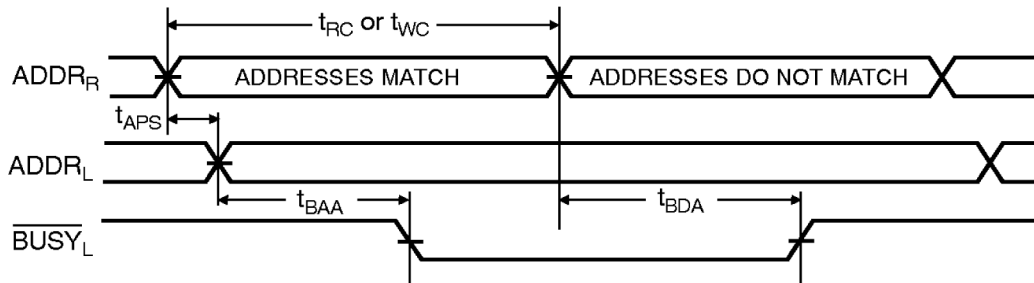 tRC or tWC
ADDRR ADDRESSES MATCH ADDRESSES DO NOT MATCH
tAPS
ADDRL
tBAA tBDA
BUSYL